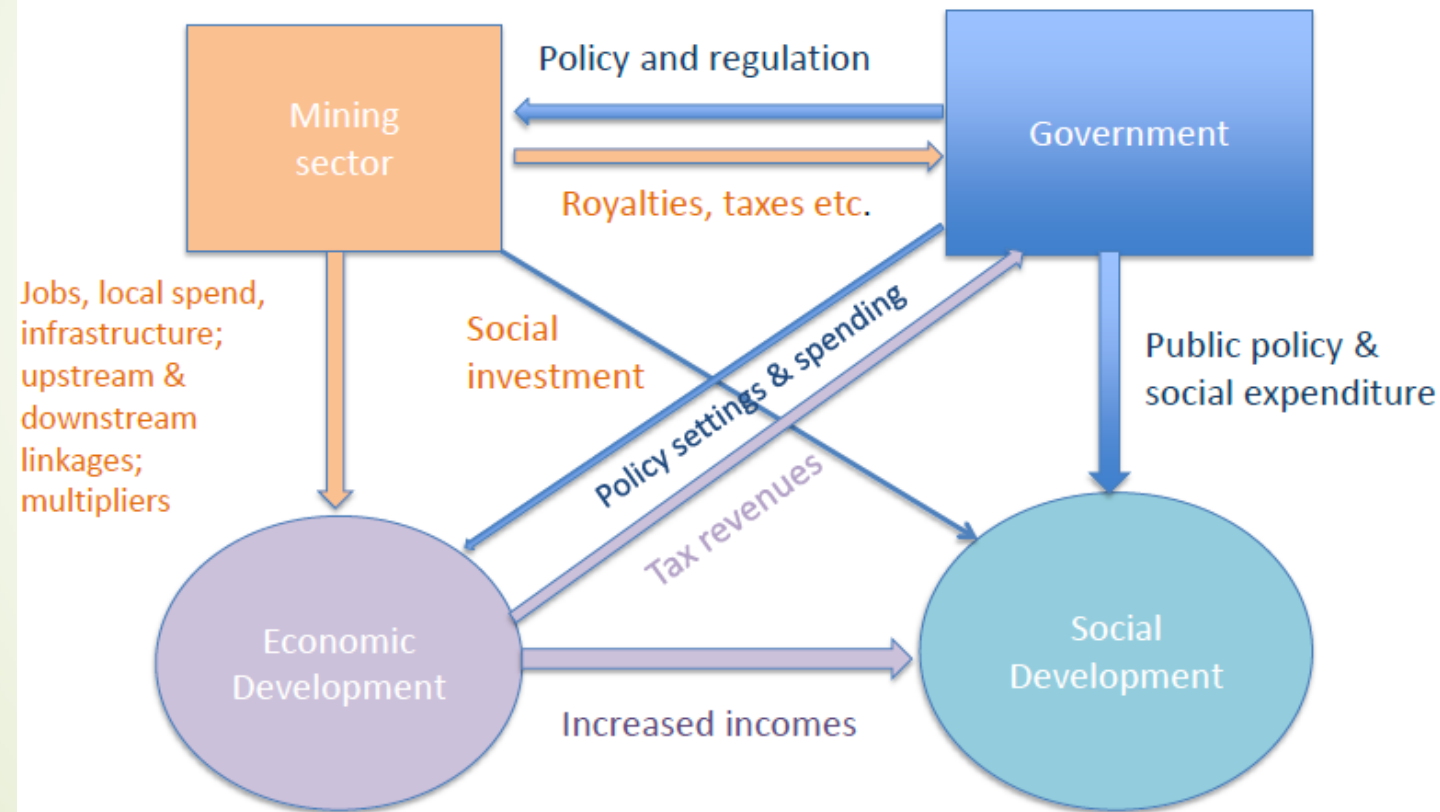 Policy and regulation
Mining
sector
Government
Royalties, taxes etc.
Jobs, local spend,
infrastructure;
upstream &
downstream
linkages;
multipliers
Social
investment
Policy settings & spending
Tax revenues
Public policy &
social expenditure
Economic
Development
Social
Development
Increased incomes